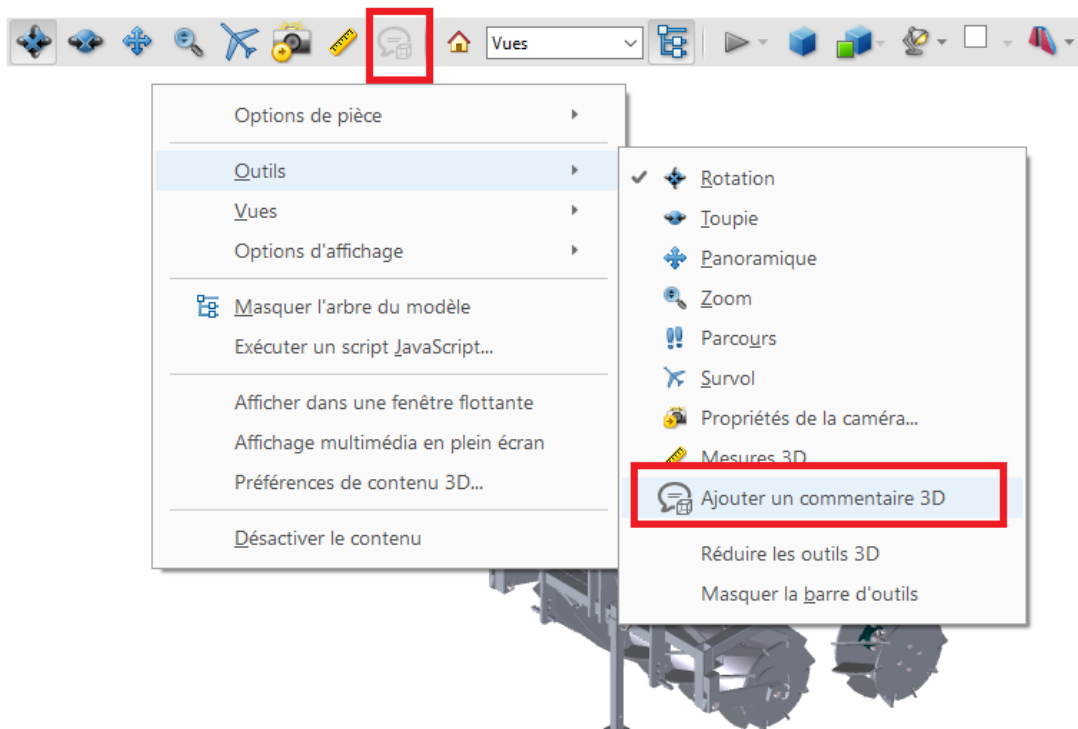 Vues
Options de pièce
Outils
Vues
Options d'affichage
Masquer l'arbre du modèle
Exécuter un script JavaScript...
Afficher dans une fenêtre flottante
Affichage multimédia en plein écran
Préférences de contenu 3D...
Désactiver le contenu
Rotation
Toupie
Panoramique
Zoom
Parcours
Survol
Propriétés de la caméra...
Mesures 3D
Ajouter un commentaire 3D
Réduire les outils 3D
Masquer la barre d'outils